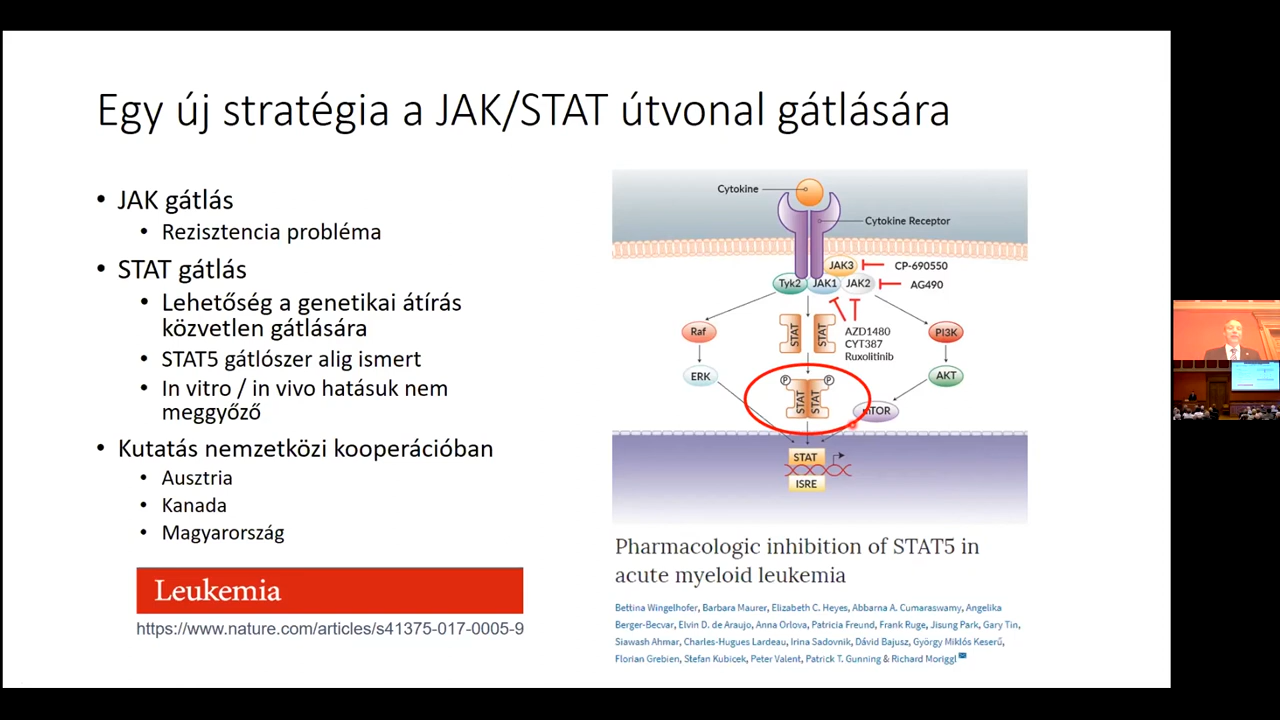 Egy új stratégia a JAK/STAT útvonal gátlására
• JAK gátlás
• Rezisztencia probléma
• STAT gátlás
• Lehetőség a genetikai átírás
közvetlen gátlására
• STAT5 gátlószer alig ismert
• In vitro / in vivo hatásuk nem
meggyőző
• Kutatás nemzetközi kooperációban
• Ausztria
• Kanada
• Magyarország
Leukemia
https://www.nature.com/articles/s41375-017-0005-9
Cytokine
Cytokine Receptor
JAK3
CP-690550
Tyk2
JAK1
JAK2
AG490
Raf
STAT
STAT
AZD1480
CYT387
Ruxolitinib
PI3K
ERK
P
P
STAT
STAT
AKT
mTOR
STAT
ISRE
Pharmacologic inhibition of STAT5 in
acute myeloid leukemia
Bettina Wingelhofer, Barbara Maurer, Elizabeth C. Heyes, Abbarna A. Cumaraswamy, Angelika
Berger-Becvar, Elvin D. de Araujo, Anna Orlova, Patricia Freund, Frank Ruge, Jisung Park, Gary Tin,
Siawash Ahmar, Charles-Hugues Lardeau, Irina Sadovnik, Dávid Bajusz, György Miklós Keserű,
Florian Grebien, Stefan Kubicek, Peter Valent, Patrick T. Gunning & Richard Moriggl